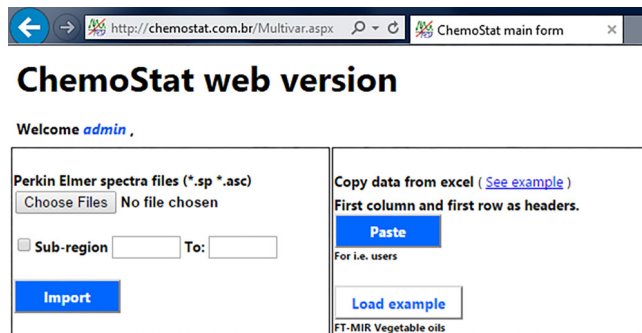 http://chemostat.com.br/Multivar.aspx
ChemoStat main form
ChemoStat web version
Welcome admin ,
Perkin Elmer spectra files (*.sp *.asc)
Choose Files No file chosen
Sub-region To:
Import
Copy data from excel ( See example )
First column and first row as headers.
Paste
For i.e. users
Load example
FT-MIR Vegetable oils